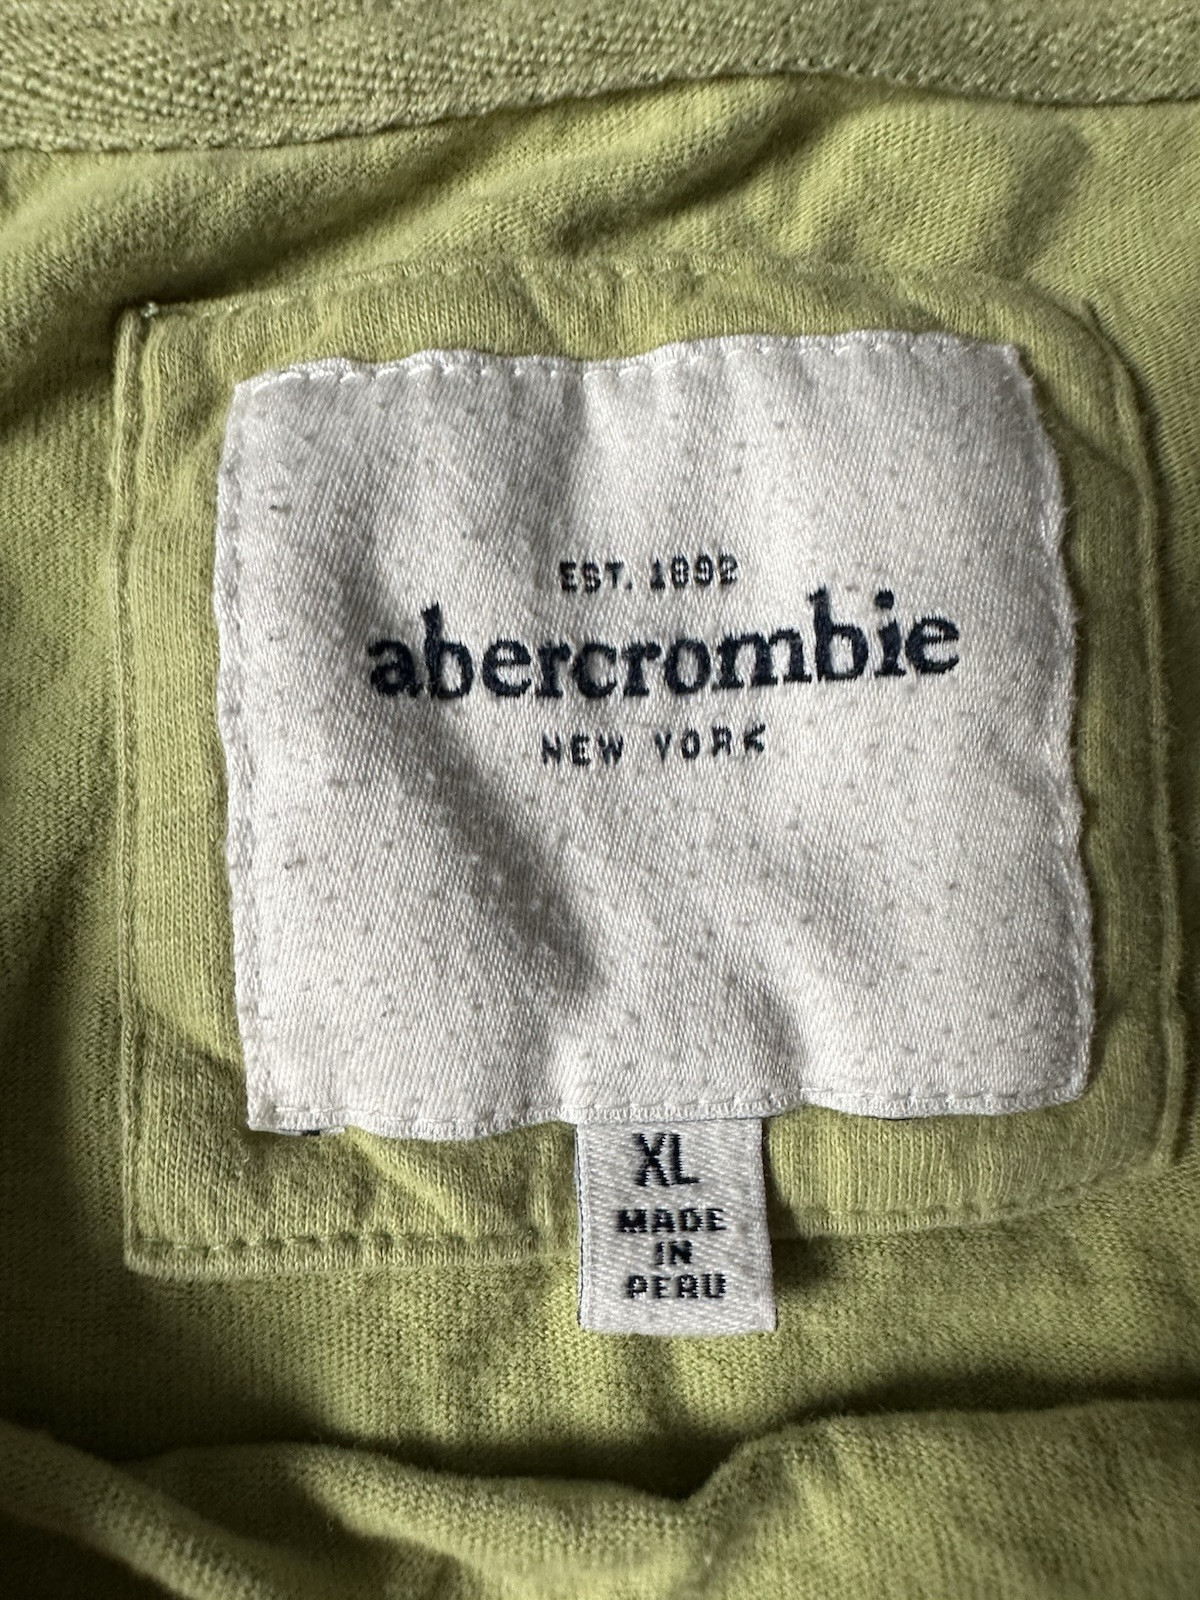 EST. 1892
abercrombie
NEW YORK
XL
MADE
IN
PERU